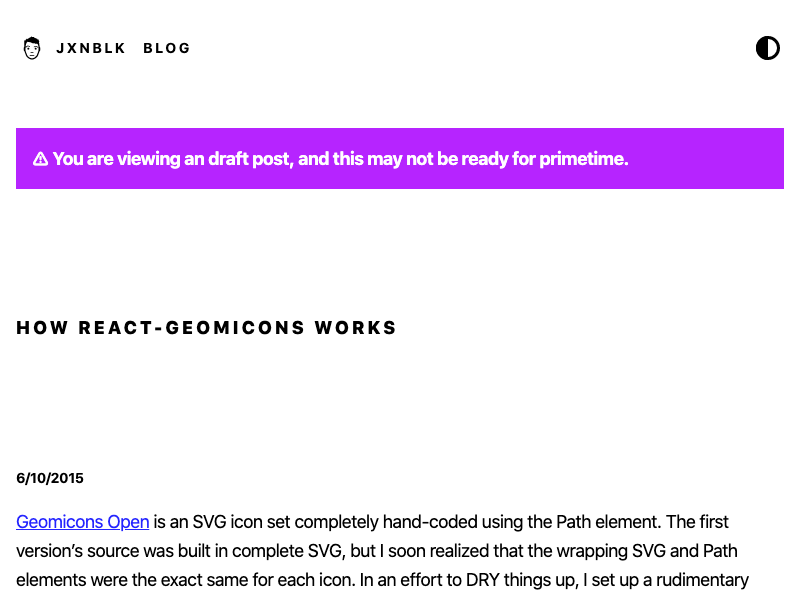 JXNBLK BLOG
⚠ You are viewing an draft post, and this may not be ready for primetime.
HOW REACT-GEOMICONS WORKS
6/10/2015
Geomicons Open is an SVG icon set completely hand-coded using the Path element. The first
version’s source was built in complete SVG, but I soon realized that the wrapping SVG and Path
elements were the exact same for each icon. In an effort to DRY things up, I set up a rudimentary